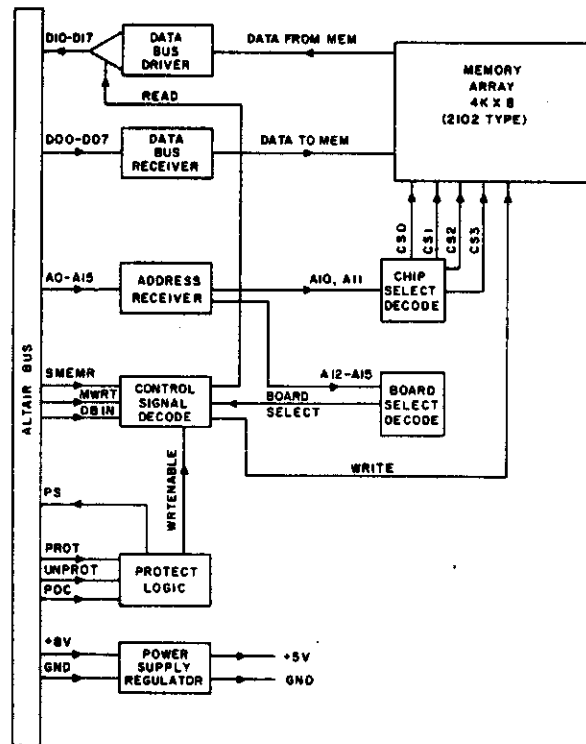 DIO-DI7
DATA
BUS
DRIVER
DATA FROM MEM
MEMORY
ARRAY
4K X 8
(2102 TYPE)
READ
DOO-DO7
DATA
BUS
RECEIVER
DATA TO MEM
CS0
CS1
CS2
CS3
A0-A15
ADDRESS
RECEIVER
A10, A11
CHIP
SELECT
DECODE
ALTAIR BUS
SMEMR
MWRT
DBIN
CONTROL
SIGNAL
DECODE
A12-A15
BOARD
SELECT
BOARD
SELECT
DECODE
WRITE
WRTENABLE
PS
PROT
UNPROT
POC
PROTECT
LOGIC
+8V
GND
POWER
SUPPLY
REGULATOR
+5V
GND